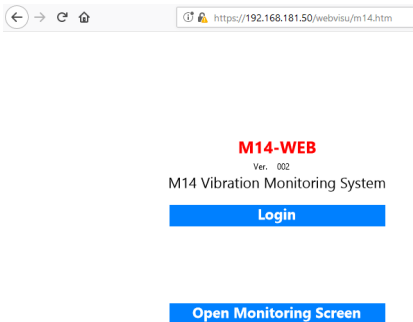 https://192.168.181.50/webvisu/m14.htm
M14-WEB
Ver. 002
M14 Vibration Monitoring System
Login
Open Monitoring Screen